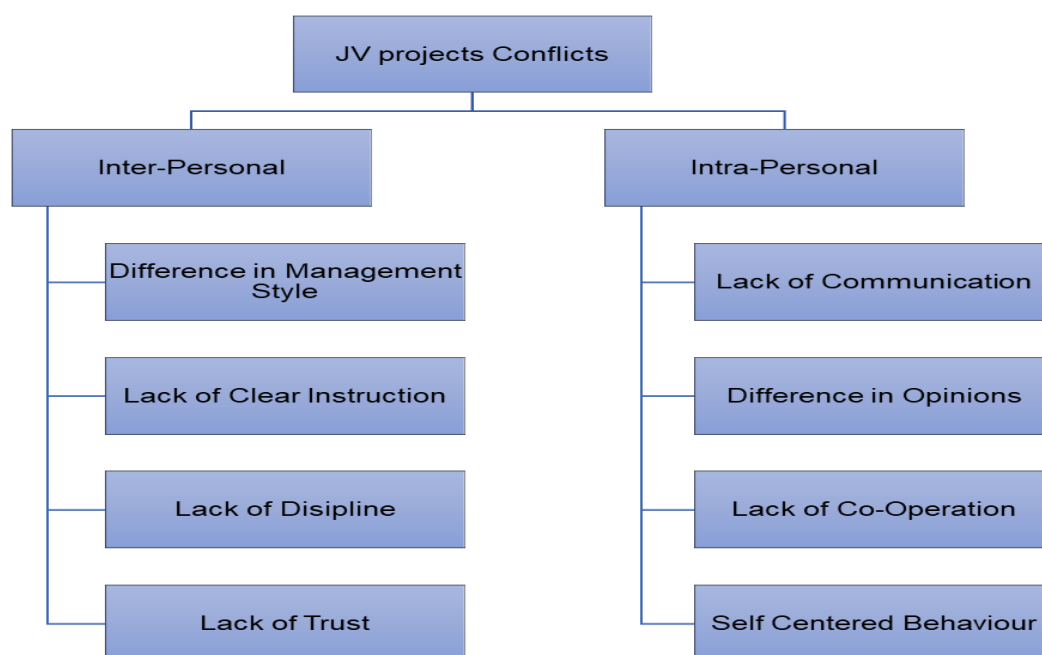 JV projects Conflicts
Inter-Personal
Intra-Personal
Difference in Management
Style
Lack of Communication
Lack of Clear Instruction
Difference in Opinions
Lack of Disipline
Lack of Co-Operation
Lack of Trust
Self Centered Behaviour